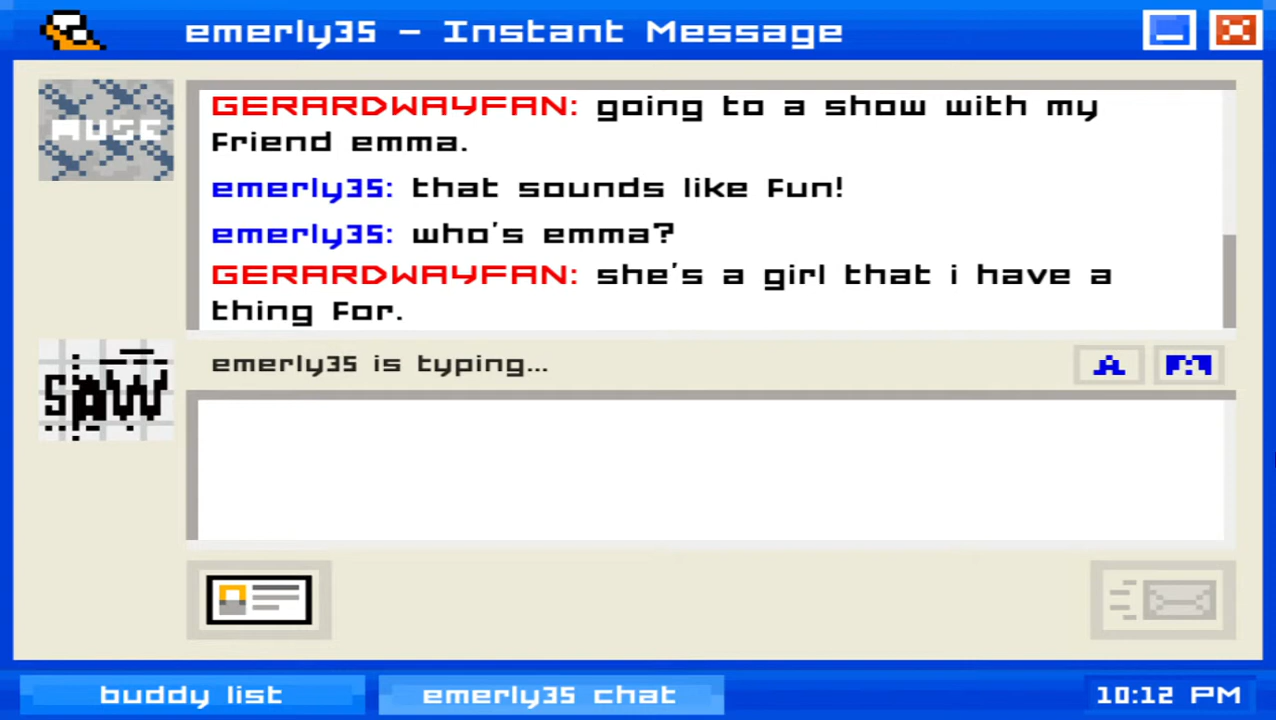 emerly35 - Instant Message
MUSE
GERARDWAYFAN: going to a show with my
friend emma.
emerly35: that sounds like fun!
emerly35: who's emma?
GERARDWAYFAN: she's a girl that i have a
thing for.
SAW
emerly35 is typing...
A
buddy list
emerly35 chat
10:12 PM